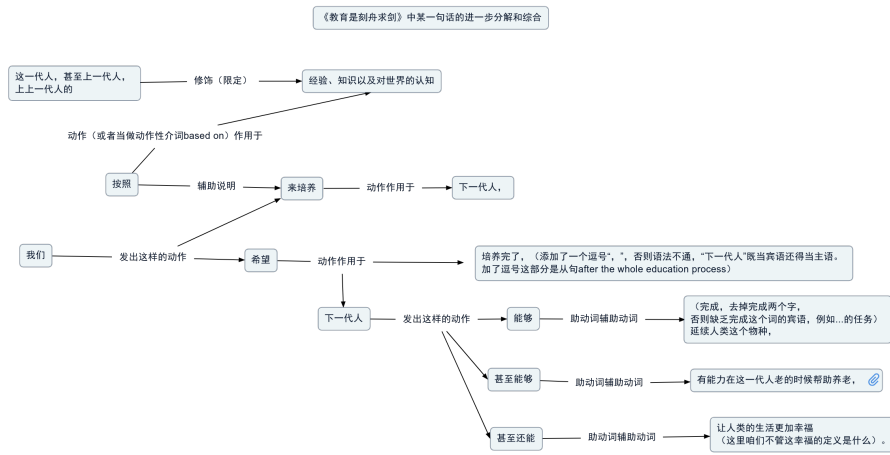 《教育是刻舟求剑》中某一句话的进一步分解和综合
这一代人，甚至上一代人，
上上一代人的
修饰（限定）
经验、知识以及对世界的认知
动作（或者当做动作性介词based on）作用于
按照
辅助说明
来培养
动作作用于
下一代人，
我们
发出这样的动作
希望
动作作用于
培养完了，（添加了一个逗号“，”，否则语法不通，“下一代人”既当宾语还得当主语。
加了逗号这部分是从句after the whole education process）
下一代人
发出这样的动作
能够
助动词辅助动词
（完成，去掉完成两个字，
否则缺乏完成这个词的宾语，例如...的任务）
延续人类这个物种，
甚至能够
助动词辅助动词
有能力在这一代人老的时候帮助养老，
甚至还能
助动词辅助动词
让人类的生活更加幸福
（这里咱们不管这幸福的定义是什么）。